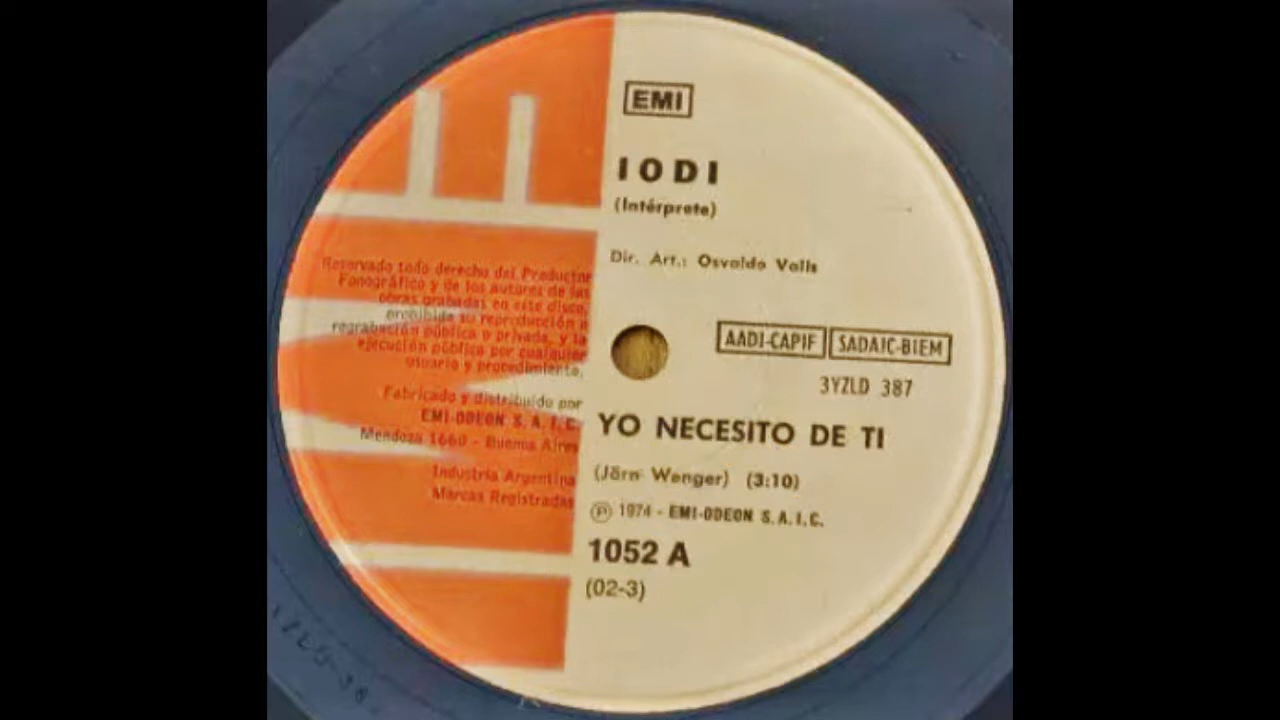 EMI
IODI
(Intérprete)
Dir. Art.: Osvaldo Valls
AADI-CAPIF SADAIC-BIEM
3YZLD 387
YO NECESITO DE TI
(Jörn Wenger) (3:10)
Ⓟ 1974 - EMI-ODEON S.A.I.C.
1052 A
(02-3)
Reservado todo derecho del Productor
Fonográfico y de los autores de las
obras grabadas en este disco,
prohibida su reproducción o
regrabación pública o privada, y la
ejecución pública por cualquier
usuario y procedimiento.
Fabricado y distribuido por
EMI-ODEON S.A.I.C.
Mendoza 1660 - Buenos Aires
Industria Argentina
Marcas Registradas